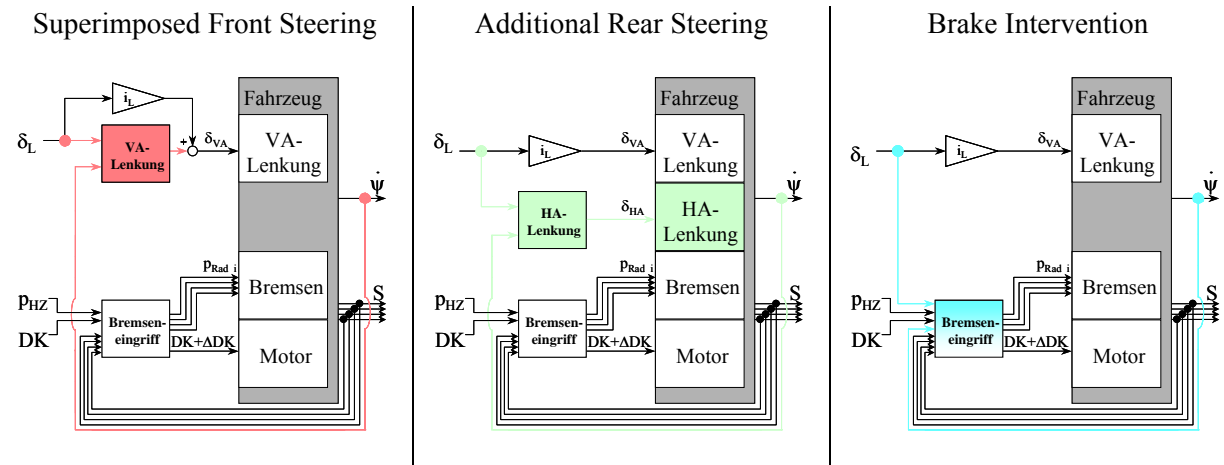 Superimposed Front Steering
i_L
Fahrzeug
δ_L
VA-
Lenkung
+
δ_VA
VA-
Lenkung
ψ̇
p_Rad i
p_HZ
DK
Bremsen-
eingriff
DK+ΔDK
Bremsen
Motor
S
Additional Rear Steering
Fahrzeug
δ_L
i_L
δ_VA
VA-
Lenkung
HA-
Lenkung
δ_HA
HA-
Lenkung
ψ̇
p_Rad i
p_HZ
DK
Bremsen-
eingriff
DK+ΔDK
Bremsen
Motor
S
Brake Intervention
Fahrzeug
δ_L
i_L
δ_VA
VA-
Lenkung
ψ̇
p_Rad i
p_HZ
DK
Bremsen-
eingriff
DK+ΔDK
Bremsen
Motor
S